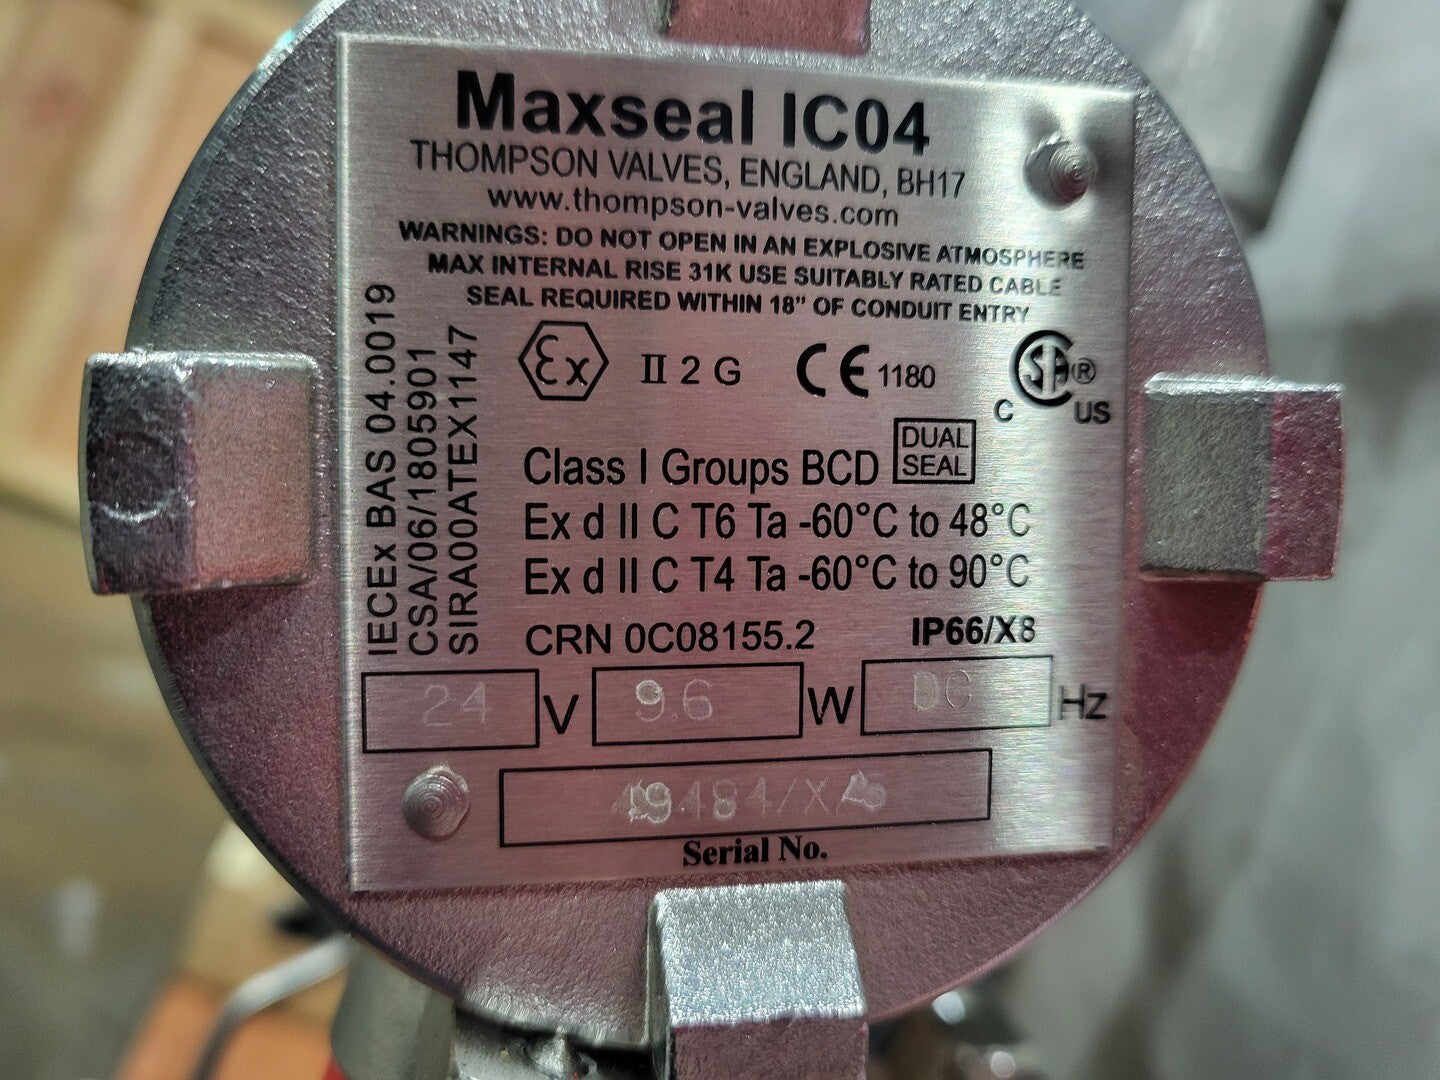 Maxseal IC04
THOMPSON VALVES, ENGLAND, BH17
www.thompson-valves.com
WARNINGS: DO NOT OPEN IN AN EXPLOSIVE ATMOSPHERE
MAX INTERNAL RISE 31K USE SUITABLY RATED CABLE
SEAL REQUIRED WITHIN 18" OF CONDUIT ENTRY
IECEx BAS 04.0019
CSA/06/1805901
SIRA00ATEX1147
Ex II 2 G CE 1180 CSA® C US
Class I Groups BCD DUAL SEAL
Ex d II C T6 Ta -60°C to 48°C
Ex d II C T4 Ta -60°C to 90°C
CRN 0C08155.2 IP66/X8
24 V 9.6 W DC Hz
Serial No.